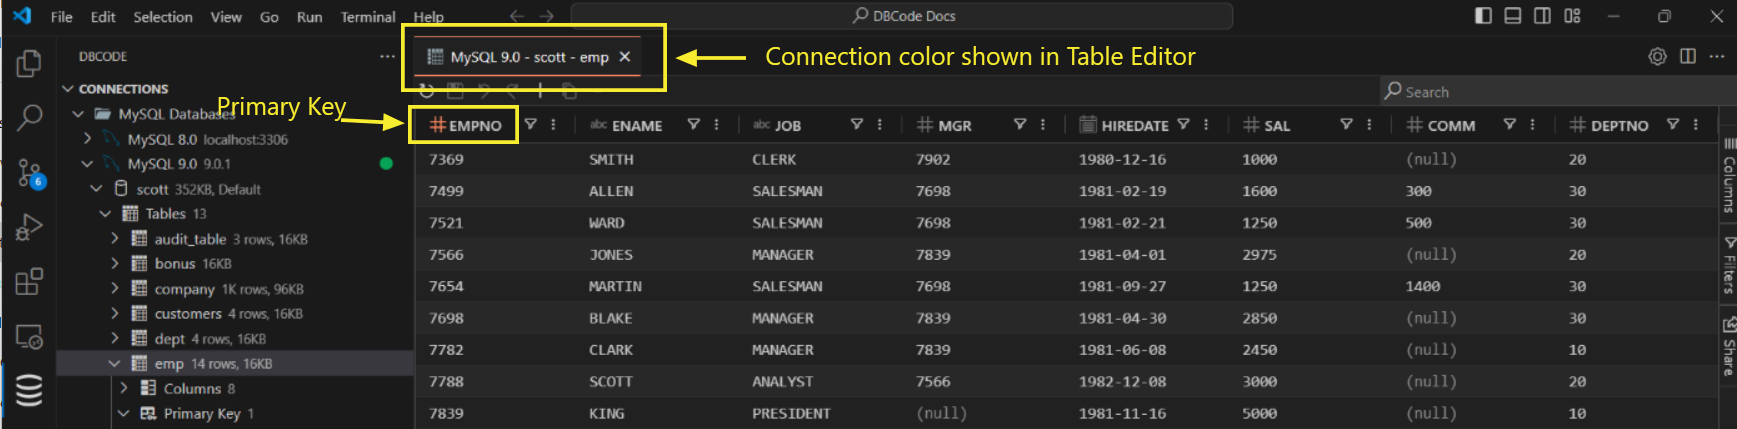 File Edit Selection View Go Run Terminal Help
DBCode Docs
DBCODE
MySQL 9.0 - scott - emp
Connection color shown in Table Editor
CONNECTIONS
MySQL Databases
MySQL 8.0 localhost:3306
MySQL 9.0 9.0.1
scott 352KB, Default
Tables 13
audit_table 3 rows, 16KB
bonus 16KB
company 1K rows, 96KB
customers 4 rows, 16KB
dept 4 rows, 16KB
emp 14 rows, 16KB
Columns 8
Primary Key 1
6
Primary Key
Search
EMPNO ENAME JOB MGR HIREDATE SAL COMM DEPTNO
abc abc
7369 SMITH CLERK 7902 1980-12-16 1000 (null) 20
7499 ALLEN SALESMAN 7698 1981-02-19 1600 300 30
7521 WARD SALESMAN 7698 1981-02-21 1250 500 30
7566 JONES MANAGER 7839 1981-04-01 2975 (null) 20
7654 MARTIN SALESMAN 7698 1981-09-27 1250 1400 30
7698 BLAKE MANAGER 7839 1981-04-30 2850 (null) 30
7782 CLARK MANAGER 7839 1981-06-08 2450 (null) 10
7788 SCOTT ANALYST 7566 1982-12-08 3000 (null) 20
7839 KING PRESIDENT (null) 1981-11-16 5000 (null) 10
Columns
Filters
Share